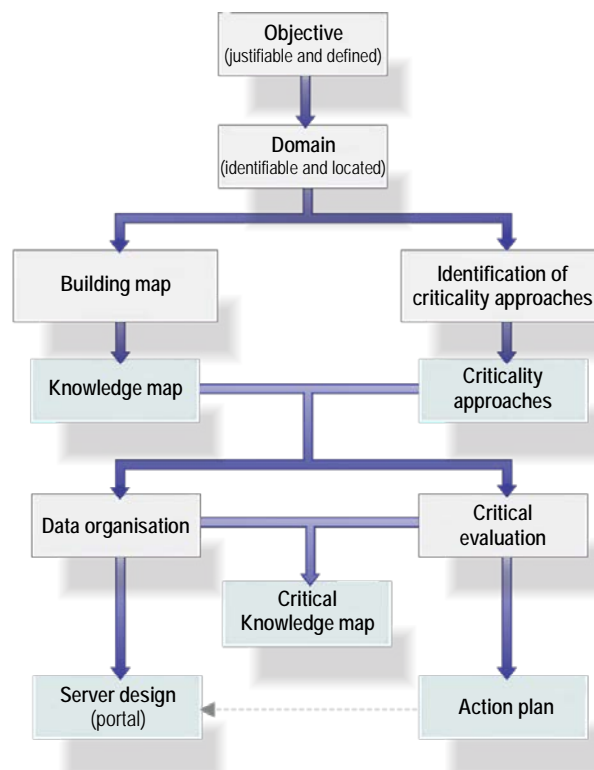 Objective
(justifiable and defined)
Domain
(identifiable and located)
Building map
Identification of
criticality approaches
Knowledge map
Criticality
approaches
Data organisation
Critical
evaluation
Critical
Knowledge map
Server design
(portal)
Action plan